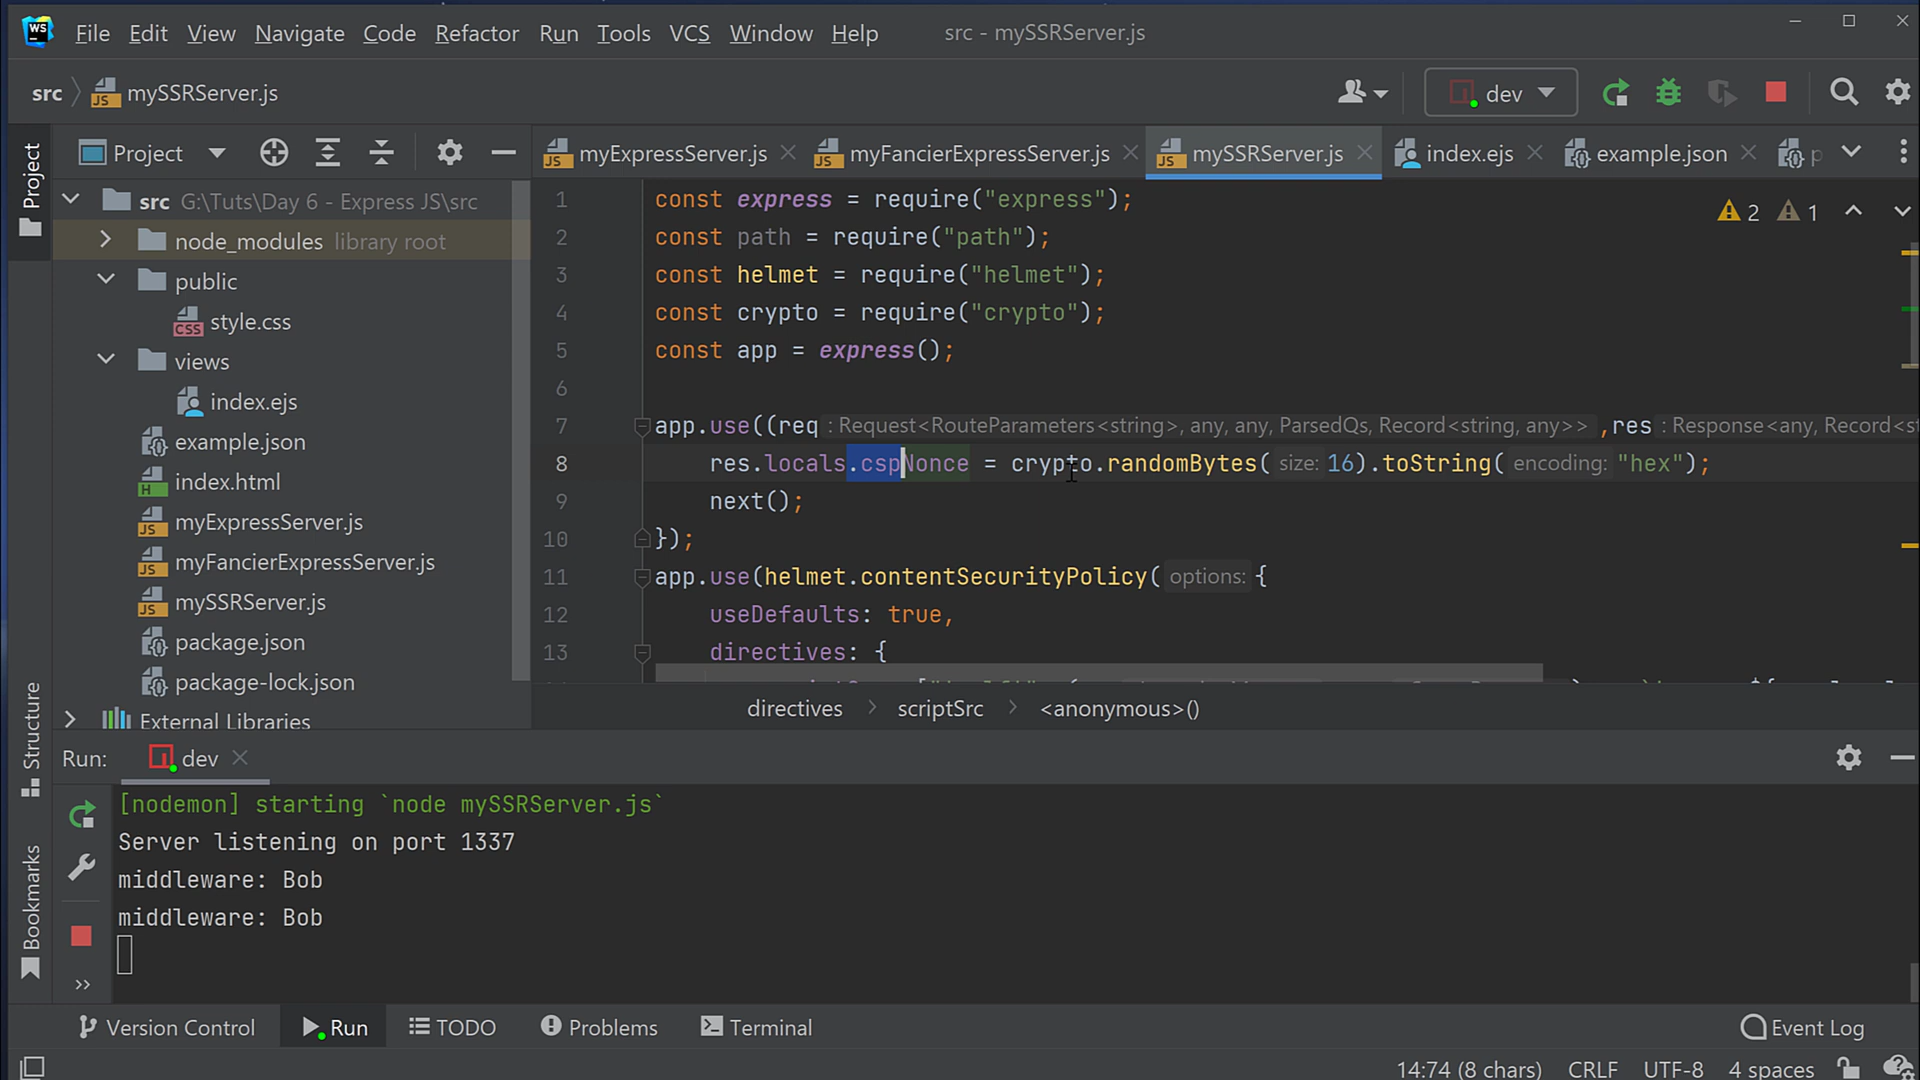 WS File Edit View Navigate Code Refactor Run Tools VCS Window Help src - mySSRServer.js
src mySSRServer.js dev
Project
myExpressServer.js myFancierExpressServer.js mySSRServer.js index.ejs example.json p
Project
src G:\Tuts\Day 6 - Express JS\src
node_modules library root
public
style.css
views
index.ejs
example.json
index.html
myExpressServer.js
myFancierExpressServer.js
mySSRServer.js
package.json
package-lock.json
External Libraries
2 1
1 const express = require("express");
2 const path = require("path");
3 const helmet = require("helmet");
4 const crypto = require("crypto");
5 const app = express();
6
7 app.use((req : Request<RouteParameters<string>, any, any, ParsedQs, Record<string, any>> ,res : Response<any, Record<st
8 res.locals.cspNonce = crypto.randomBytes( size: 16).toString( encoding: "hex");
9 next();
10 });
11 app.use(helmet.contentSecurityPolicy( options: {
12 useDefaults: true,
13 directives: {
directives scriptSrc <anonymous>()
Structure
Bookmarks
Run: dev
[nodemon] starting `node mySSRServer.js`
Server listening on port 1337
middleware: Bob
middleware: Bob
Version Control Run TODO Problems Terminal Event Log
14:74 (8 chars) CRLF UTF-8 4 spaces